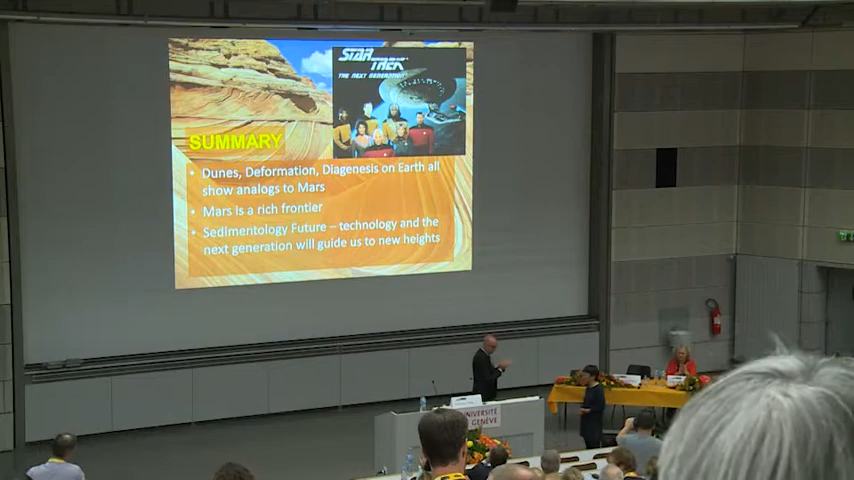 STAR
TREK
THE NEXT GENERATION
SUMMARY
• Dunes, Deformation, Diagenesis on Earth all
show analogs to Mars
• Mars is a rich frontier
• Sedimentology Future – technology and the
next generation will guide us to new heights
UNIVERSITÉ
GENÈVE